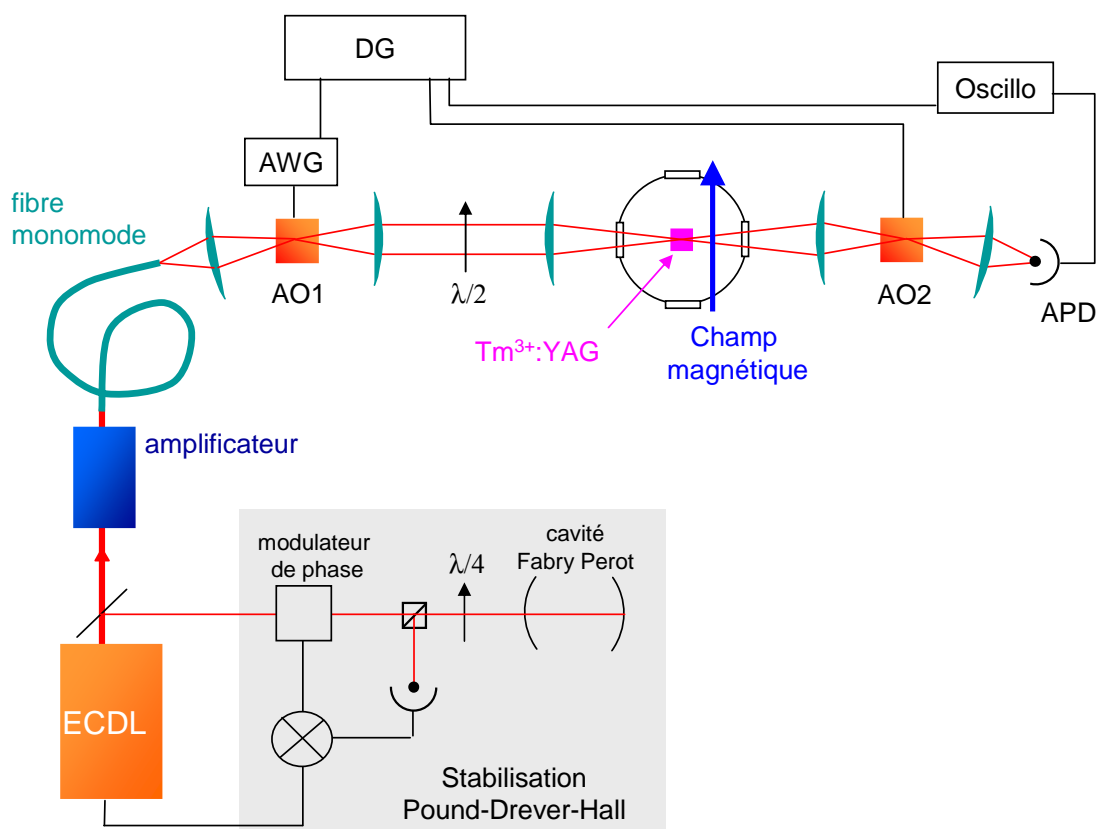 DG
Oscillo
AWG
fibre
monomode
AO1
λ/2
AO2
APD
Tm³⁺:YAG
Champ
magnétique
amplificateur
modulateur
de phase
λ/4
cavité
Fabry Perot
ECDL
Stabilisation
Pound-Drever-Hall